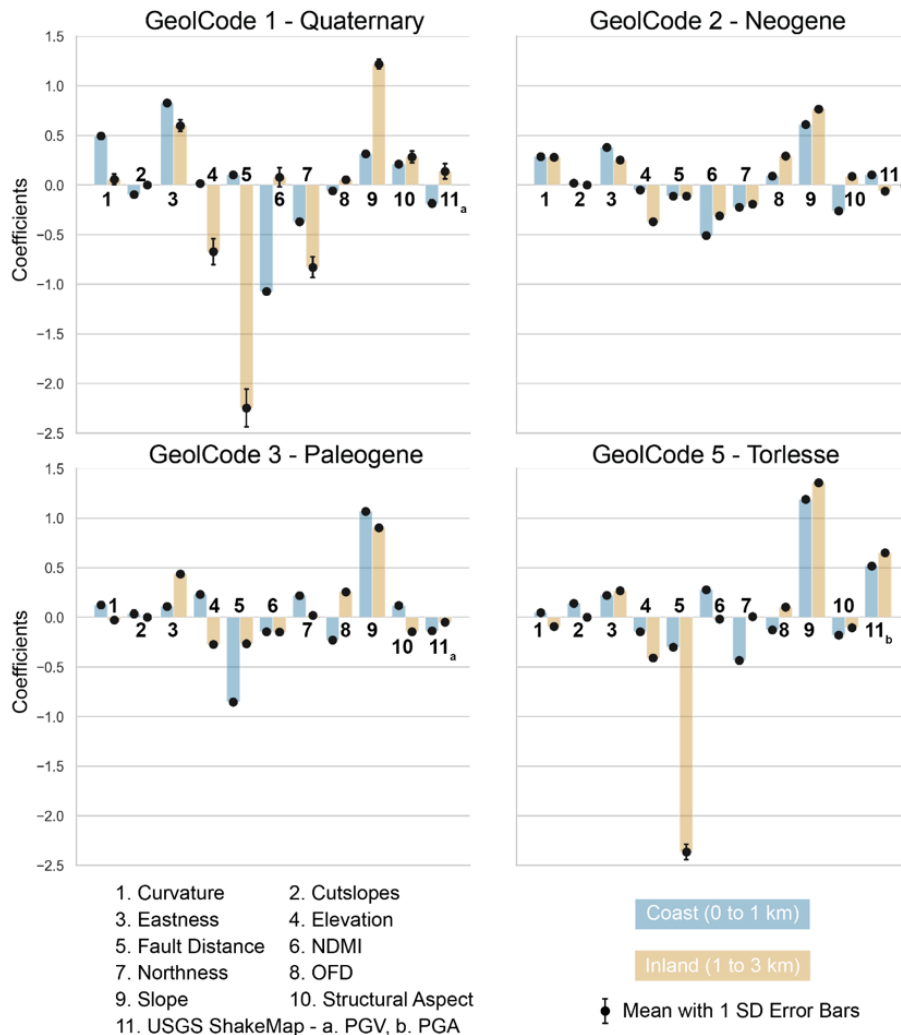 GeolCode 1 - Quaternary
GeolCode 2 - Neogene
1.5
1.0
0.5
0.0
−0.5
−1.0
−1.5
−2.0
−2.5
Coefficients
1 2 3 4 5 6 7 8 9 10 11 a
1 2 3 4 5 6 7 8 9 10 11
GeolCode 3 - Paleogene
GeolCode 5 - Torlesse
1.5
1.0
0.5
0.0
−0.5
−1.0
−1.5
−2.0
−2.5
Coefficients
1 2 3 4 5 6 7 8 9 10 11 a
1 2 3 4 5 6 7 8 9 10 11 b
1. Curvature
2. Cutslopes
3. Eastness
4. Elevation
5. Fault Distance
6. NDMI
7. Northness
8. OFD
9. Slope
10. Structural Aspect
11. USGS ShakeMap - a. PGV, b. PGA
Coast (0 to 1 km)
Inland (1 to 3 km)
Mean with 1 SD Error Bars